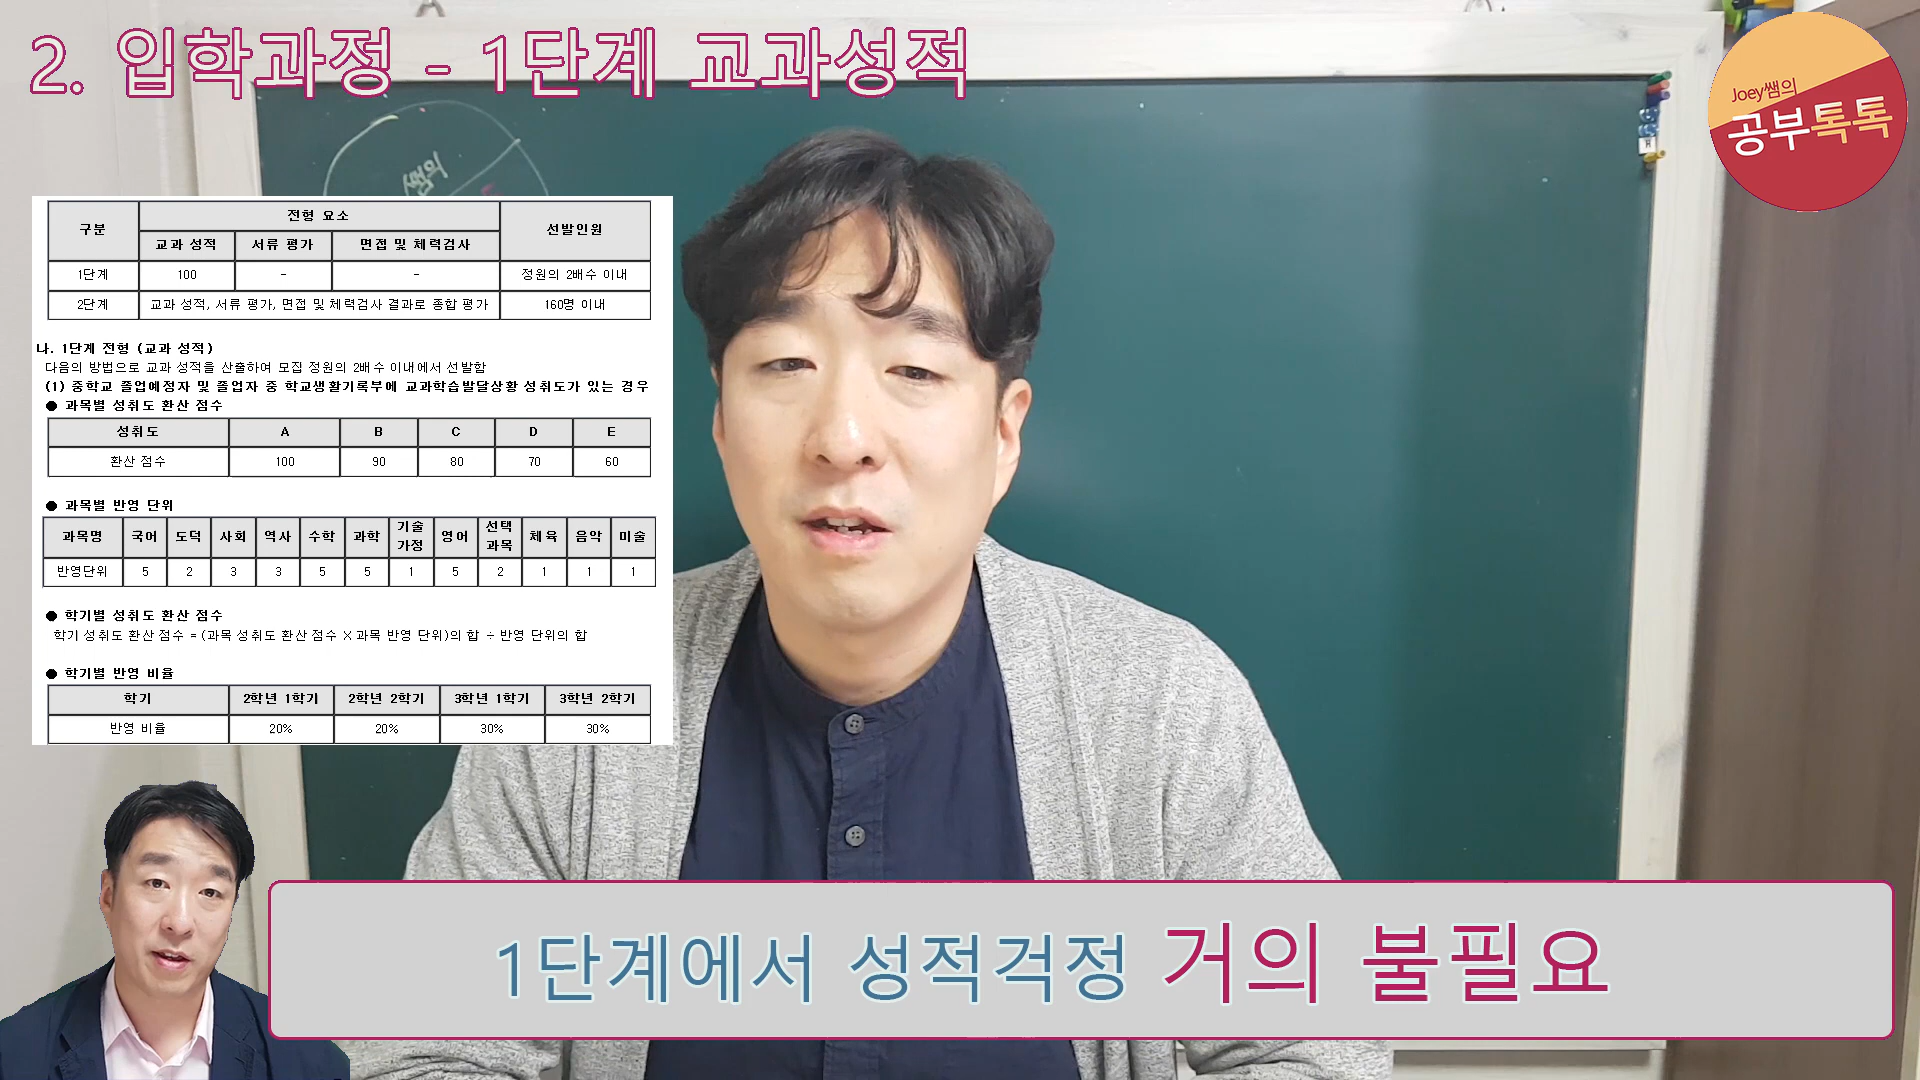 2. 입학과정 - 1단계 교과성적
Joey쌤의
공부톡톡
쌤의
구분 전형 요소 선발인원
교과 성적 서류 평가 면접 및 체력검사
1단계 100 - - 정원의 2배수 이내
2단계 교과 성적, 서류 평가, 면접 및 체력검사 결과로 종합 평가 160명 이내
나. 1단계 전형 (교과 성적)
다음의 방법으로 교과 성적을 산출하여 모집 정원의 2배수 이내에서 선발함
(1) 중학교 졸업예정자 및 졸업자 중 학교생활기록부에 교과학습발달상황 성취도가 있는 경우
● 과목별 성취도 환산 점수
성취도 A B C D E
환산 점수 100 90 80 70 60
● 과목별 반영 단위
과목명 국어 도덕 사회 역사 수학 과학 기술 가정 영어 선택 과목 체육 음악 미술
반영단위 5 2 3 3 5 5 1 5 2 1 1 1
● 학기별 성취도 환산 점수
학기 성취도 환산 점수 = (과목 성취도 환산 점수 X 과목 반영 단위)의 합 ÷ 반영 단위의 합
● 학기별 반영 비율
학기 2학년 1학기 2학년 2학기 3학년 1학기 3학년 2학기
반영 비율 20% 20% 30% 30%
1단계에서 성적걱정 거의 불필요